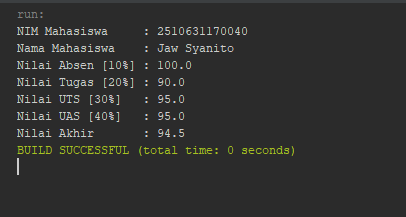 run:
NIM Mahasiswa     : 2510631170040
Nama Mahasiswa    : Jaw Syanito
Nilai Absen [10%] : 100.0
Nilai Tugas [20%] : 90.0
Nilai UTS [30%]   : 95.0
Nilai UAS [40%]   : 95.0
Nilai Akhir       : 94.5
BUILD SUCCESSFUL (total time: 0 seconds)